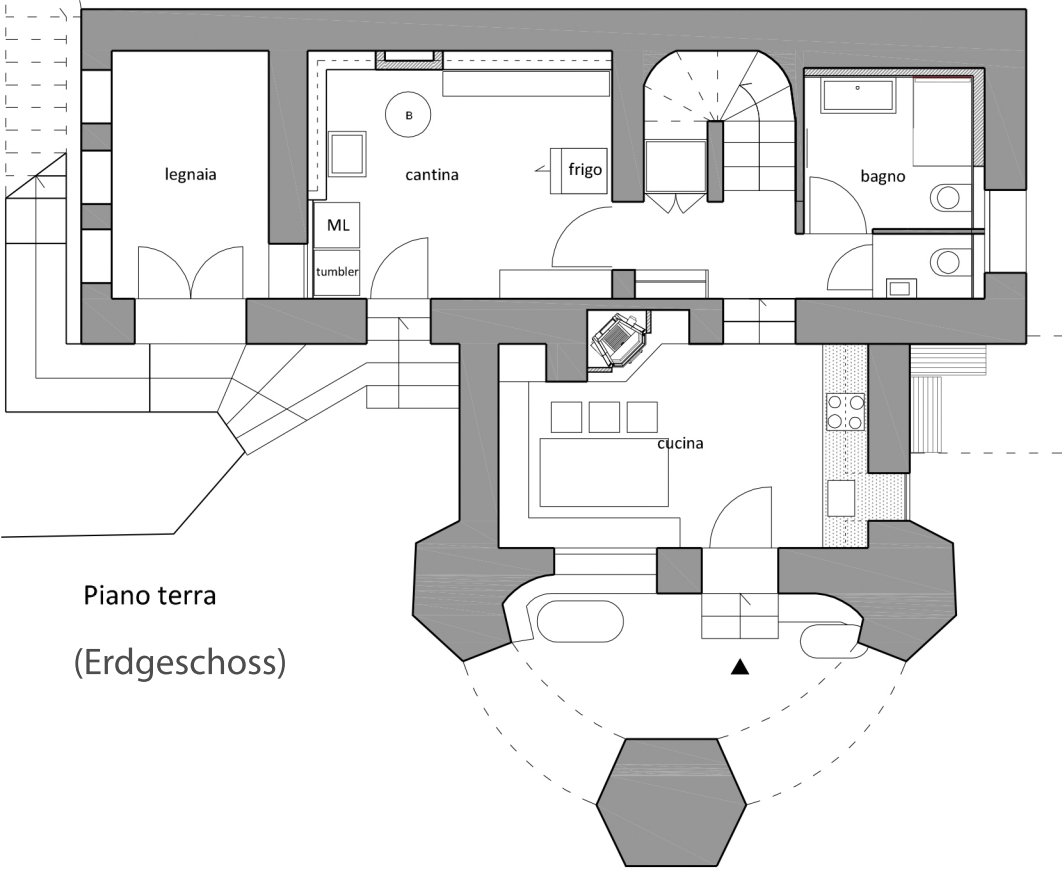 legnaia
B
cantina
frigo
bagno
ML
tumbler
cucina
Piano terra
(Erdgeschoss)